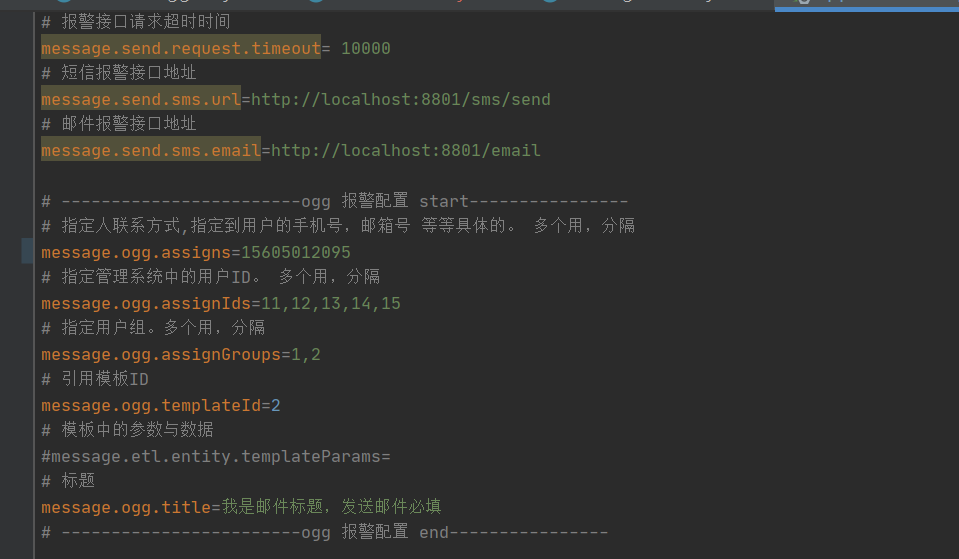 # 报警接口请求超时时间
message.send.request.timeout= 10000
# 短信报警接口地址
message.send.sms.url=http://localhost:8801/sms/send
# 邮件报警接口地址
message.send.sms.email=http://localhost:8801/email
# ------------------------ogg 报警配置 start----------------
# 指定人联系方式,指定到用户的手机号，邮箱号 等等具体的。 多个用，分隔
message.ogg.assigns=15605012095
# 指定管理系统中的用户ID。 多个用，分隔
message.ogg.assignIds=11,12,13,14,15
# 指定用户组。多个用，分隔
message.ogg.assignGroups=1,2
# 引用模板ID
message.ogg.templateId=2
# 模板中的参数与数据
#message.etl.entity.templateParams=
# 标题
message.ogg.title=我是邮件标题，发送邮件必填
# ------------------------ogg 报警配置 end----------------